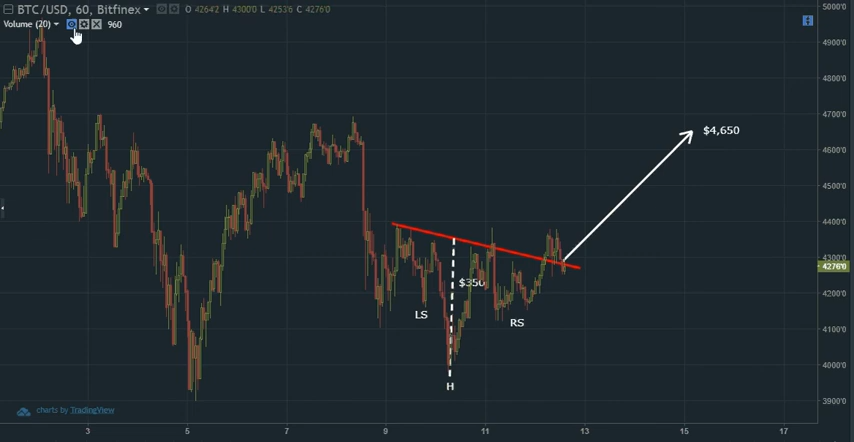 BTC/USD, 60, Bitfinex O 4264'2 H 4300'0 L 4253'6 C 4276'0
Volume (20) 960
5000'0
4900'0
4800'0
4700'0
$4,650
4600'0
4500'0
4400'0
4300'0
4276'0
$350
4200'0
LS
RS
4100'0
4000'0
H
3900'0
charts by TradingView
3 5 7 9 11 13 15 17